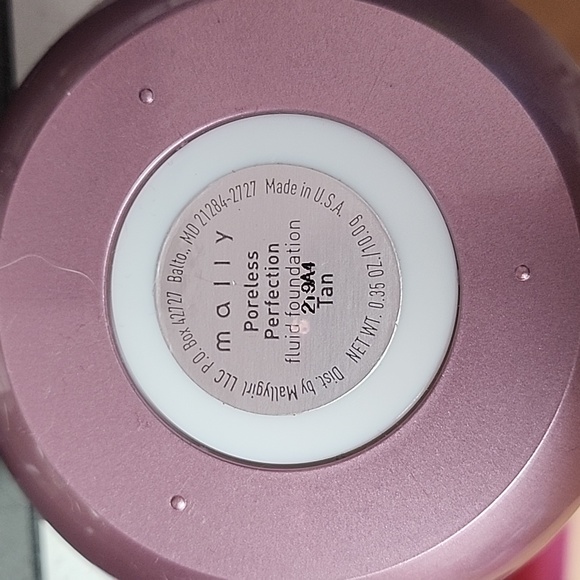 mally
Poreless
Perfection
fluid foundation
219A4
Tan
Dist. by Mallygirl LLC P.O. Box 42727 Balto., MD 21284-2727 Made in U.S.A.
NET WT. 0.35 OZ./10.0g